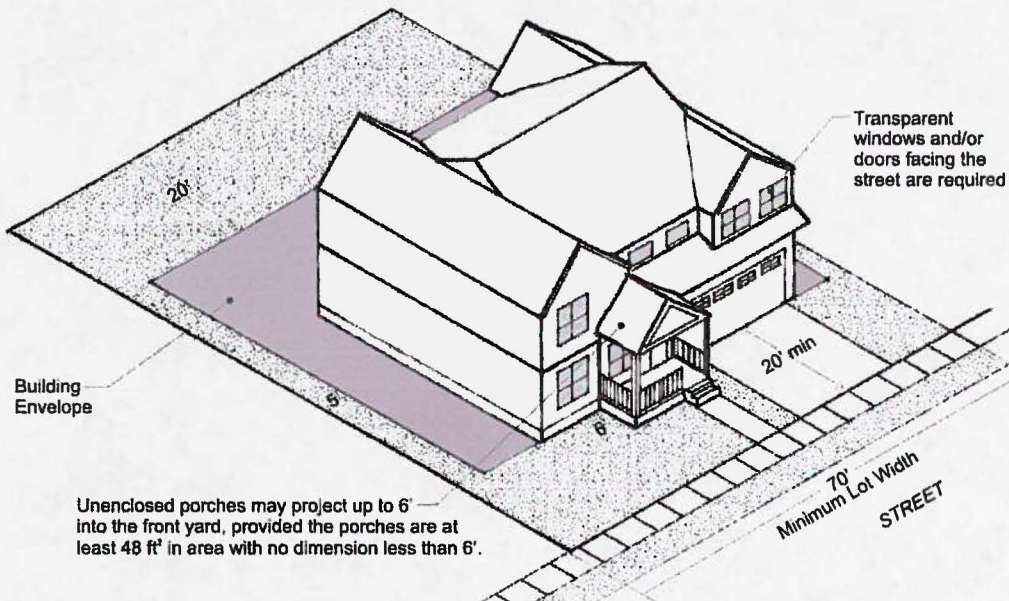 Transparent
windows and/or
doors facing the
street are required
20'
20' min
Building
Envelope
5'
6'
70'
Minimum Lot Width
STREET
Unenclosed porches may project up to 6'
into the front yard, provided the porches are at
least 48 ft² in area with no dimension less than 6'.